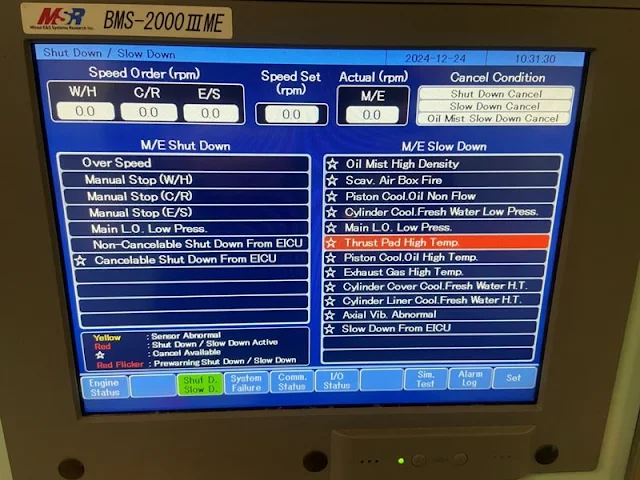 MSR BMS-2000IIIME
Shut Down / Slow Down 2024-12-24 10:31:30
Speed Order (rpm) Speed Set (rpm) Actual (rpm) Cancel Condition
W/H C/R E/S M/E
0.0 0.0 0.0 0.0 0.0
Shut Down Cancel
Slow Down Cancel
Oil Mist Slow Down Cancel
M/E Shut Down
Over Speed
Manual Stop (W/H)
Manual Stop (C/R)
Manual Stop (E/S)
Main L.O. Low Press.
Non-Cancelable Shut Down From EICU
☆ Cancelable Shut Down From EICU
M/E Slow Down
☆ Oil Mist High Density
☆ Scav. Air Box Fire
☆ Piston Cool.Oil Non Flow
☆ Cylinder Cool.Fresh Water Low Press.
☆ Main L.O. Low Press.
☆ Thrust Pad High Temp.
☆ Piston Cool.Oil High Temp.
☆ Exhaust Gas High Temp.
☆ Cylinder Cover Cool.Fresh Water H.T.
☆ Cylinder Liner Cool.Fresh Water H.T.
☆ Axial Vib. Abnormal
☆ Slow Down From EICU
Yellow : Sensor Abnormal
Red : Shut Down / Slow Down Active
☆ : Cancel Available
Red Flicker : Prewarning Shut Down / Slow Down
Engine Status
Shut D. Slow D.
System Failure
Comm. Status
I/O Status
Sim. Test
Alarm Log
Set